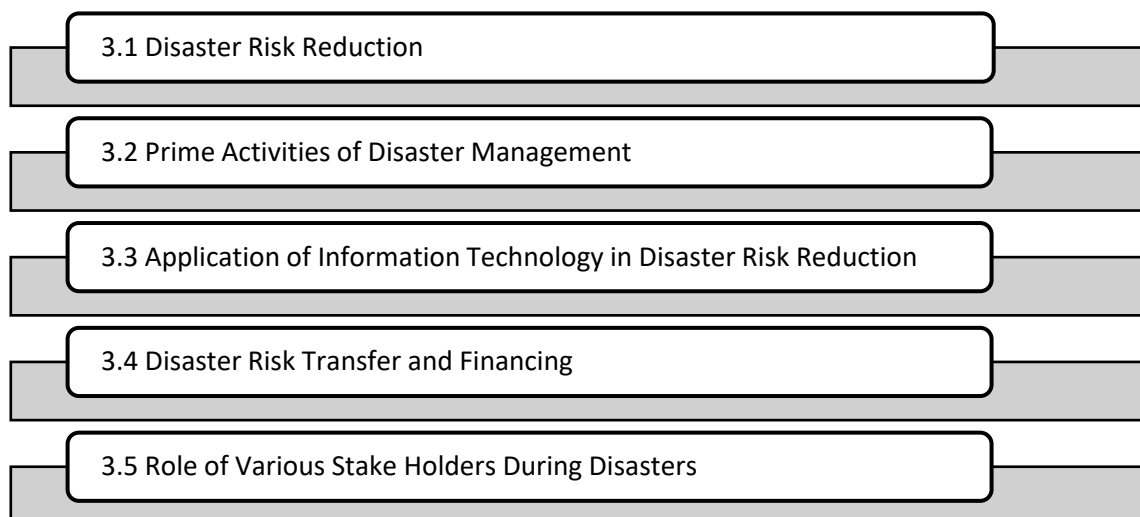 3.1 Disaster Risk Reduction
3.2 Prime Activities of Disaster Management
3.3 Application of Information Technology in Disaster Risk Reduction
3.4 Disaster Risk Transfer and Financing
3.5 Role of Various Stake Holders During Disasters